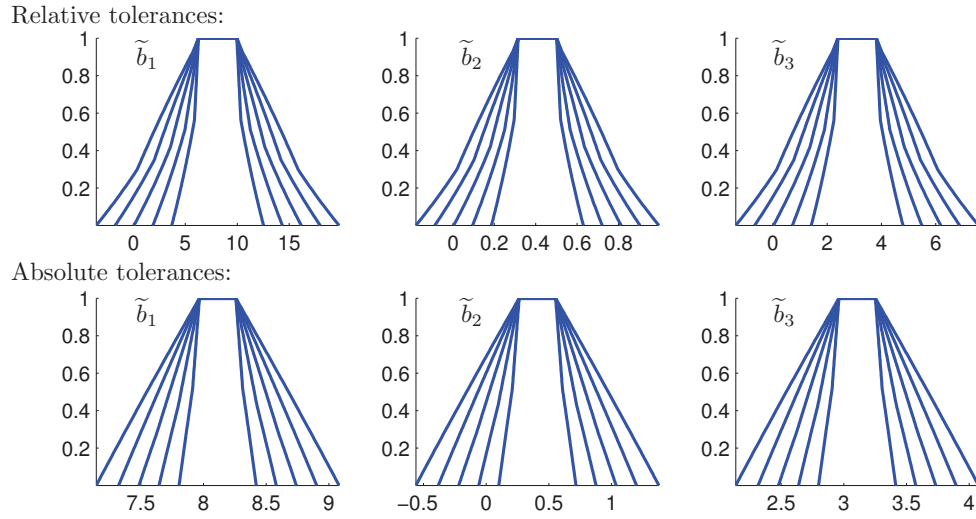 Relative tolerances:
1 0.8 0.6 0.4 0.2
b̃₁
0 5 10 15
1 0.8 0.6 0.4 0.2
b̃₂
0 0.2 0.4 0.6 0.8
1 0.8 0.6 0.4 0.2
b̃₃
0 2 4 6
Absolute tolerances:
1 0.8 0.6 0.4 0.2
b̃₁
7.5 8 8.5 9
1 0.8 0.6 0.4 0.2
b̃₂
−0.5 0 0.5 1
1 0.8 0.6 0.4 0.2
b̃₃
2.5 3 3.5 4